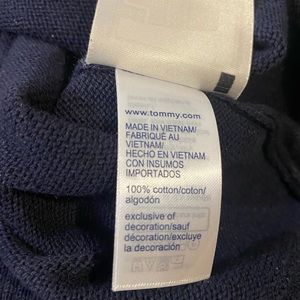 www.tommy.com
MADE IN VIETNAM/
FABRIQUÉ AU
VIETNAM/
HECHO EN VIETNAM
CON INSUMOS
IMPORTADOS
100% cotton/coton/
algodón
exclusive of
decoration/sauf
décoration/excluye
la decoración